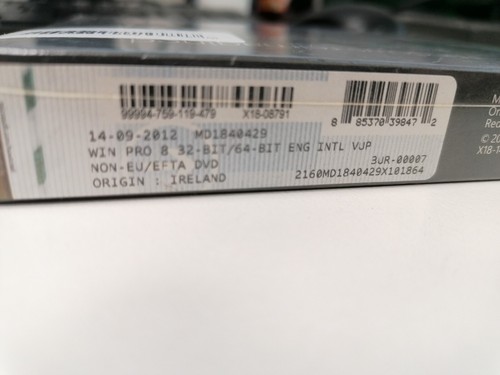 99994-759-119-479 X18-08791
8 85370 39847 2
14-09-2012 MD1840429
WIN PRO 8 32-BIT/64-BIT ENG INTL VUP
3UR-00007
NON-EU/EFTA DVD
2160MD1840429X101864
ORIGIN : IRELAND